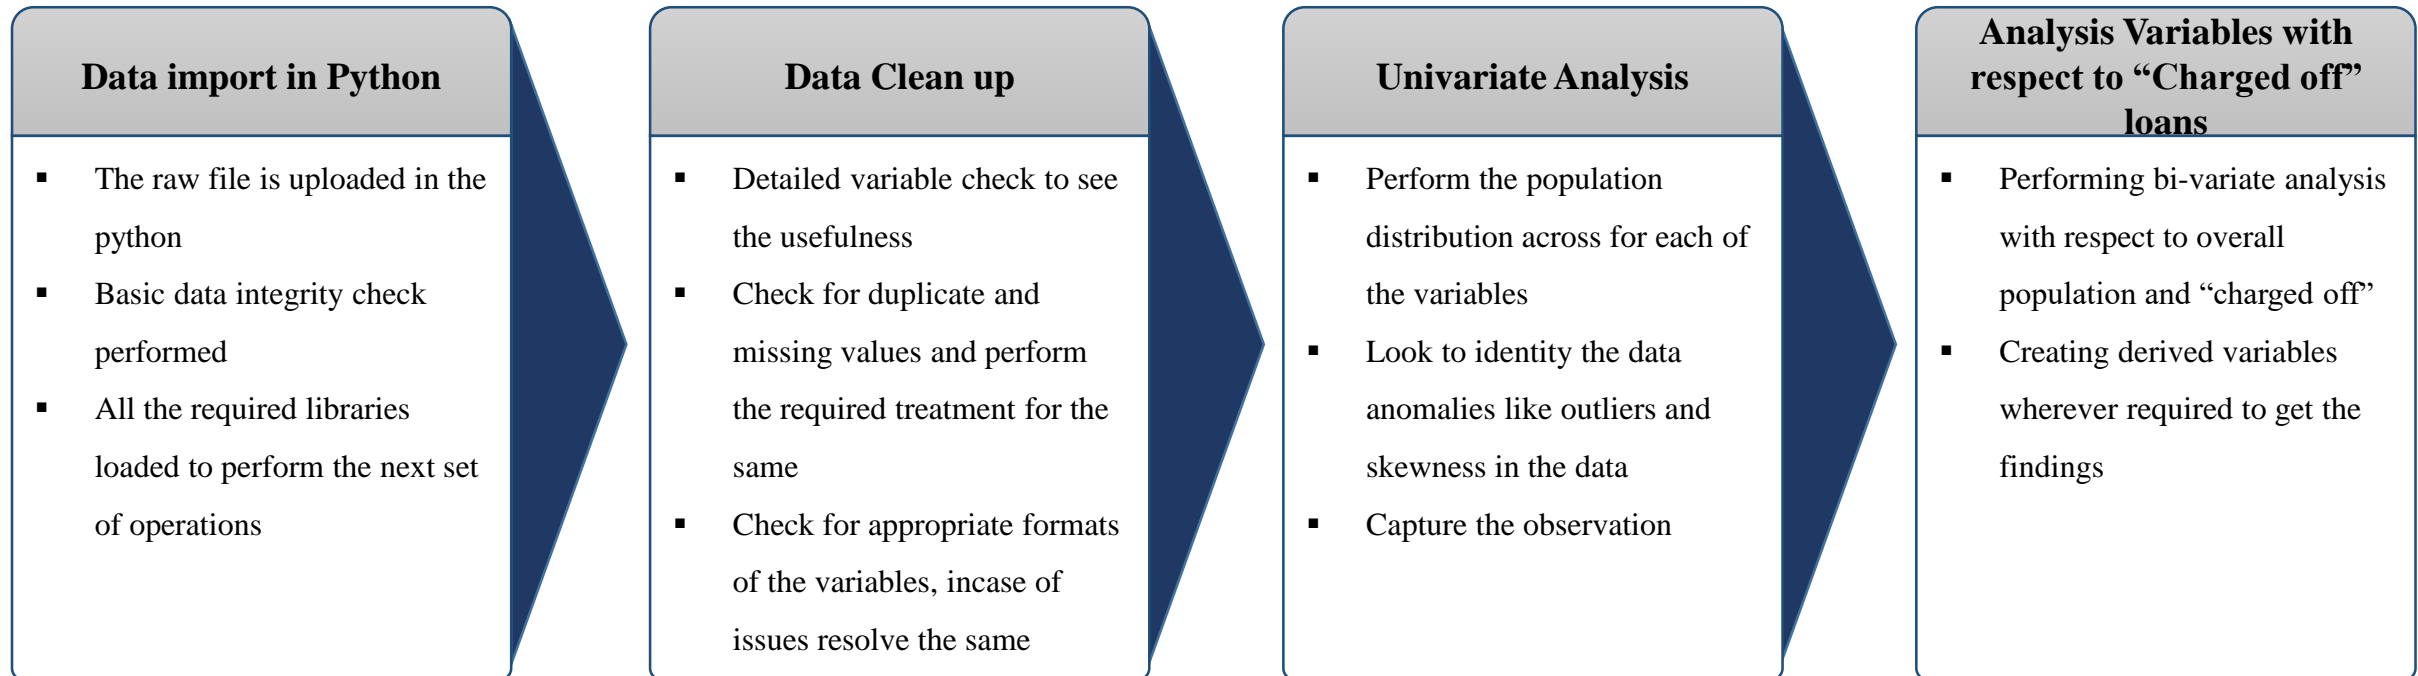 Data import in Python
▪ The raw file is uploaded in the
python
▪ Basic data integrity check
performed
▪ All the required libraries
loaded to perform the next set
of operations
Data Clean up
▪ Detailed variable check to see
the usefulness
▪ Check for duplicate and
missing values and perform
the required treatment for the
same
▪ Check for appropriate formats
of the variables, incase of
issues resolve the same
Univariate Analysis
▪ Perform the population
distribution across for each of
the variables
▪ Look to identity the data
anomalies like outliers and
skewness in the data
▪ Capture the observation
Analysis Variables with
respect to “Charged off”
loans
▪ Performing bi-variate analysis
with respect to overall
population and “charged off”
▪ Creating derived variables
wherever required to get the
findings